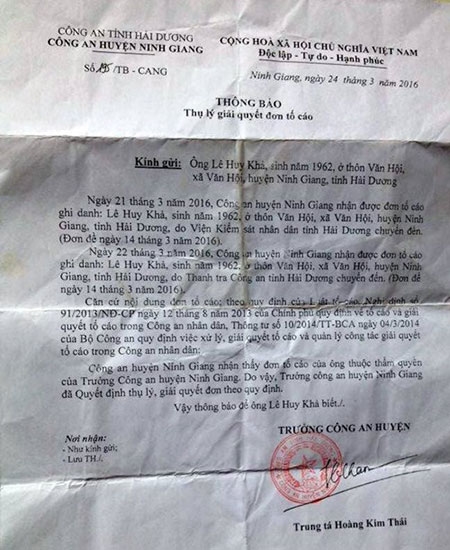 CÔNG AN TỈNH HẢI DƯƠNG
CÔNG AN HUYỆN NINH GIANG
Số /TB - CANG
CỘNG HOÀ XÃ HỘI CHỦ NGHĨA VIỆT NAM
Độc lập - Tự do - Hạnh phúc
Ninh Giang, ngày 24 tháng 3 năm 2016
THÔNG BÁO
Thụ lý giải quyết đơn tố cáo
Kính gửi: Ông Lê Huy Khả, sinh năm 1962, ở thôn Văn Hội,
xã Văn Hội, huyện Ninh Giang, tỉnh Hải Dương
Ngày 21 tháng 3 năm 2016, Công an huyện Ninh Giang nhận được đơn tố cáo
ghi danh: Lê Huy Khả, sinh năm 1962, ở thôn Văn Hội, xã Văn Hội, huyện Ninh
Giang, tỉnh Hải Dương, do Viện Kiểm sát nhân dân tỉnh Hải Dương chuyển đến.
(Đơn đề ngày 14 tháng 3 năm 2016).
Ngày 22 tháng 3 năm 2016, Công an huyện Ninh Giang nhận được đơn tố cáo
ghi danh: Lê Huy Khả, sinh năm 1962, ở thôn Văn Hội, xã Văn Hội, huyện Ninh
Giang, tỉnh Hải Dương, do Thanh tra Công an tỉnh Hải Dương chuyển đến. (Đơn đề
ngày 14 tháng 3 năm 2016).
Căn cứ nội dung đơn tố cáo; theo quy định của Luật tố cáo, Nghị định số
91/2013/NĐ-CP ngày 12 tháng 8 năm 2013 của Chính phủ quy định về tố cáo và giải
quyết tố cáo trong Công an nhân dân, Thông tư số 10/2014/TT-BCA ngày 04/3/2014
của Bộ Công an quy định việc xử lý, giải quyết tố cáo và quản lý công tác giải quyết
tố cáo trong Công an nhân dân;
Công an huyện Ninh Giang nhận thấy đơn tố cáo của ông thuộc thẩm quyền
của Trưởng Công an huyện Ninh Giang. Do vậy, Trưởng công an huyện Ninh Giang
đã Quyết định thụ lý, giải quyết đơn theo quy định.
Vậy thông báo để ông Lê Huy Khả biết./.
Nơi nhận:
- Như kính gửi;
- Lưu TH./.
TRƯỞNG CÔNG AN HUYỆN
Trung tá Hoàng Kim Thái